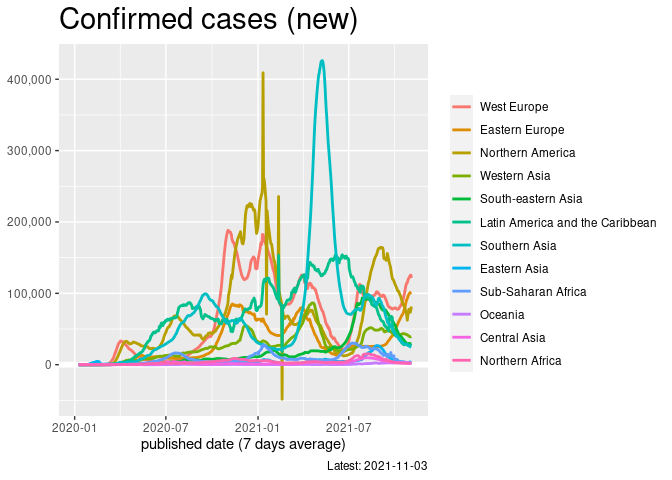 Confirmed cases (new)
400,000
300,000
200,000
100,000
0
2020-01
2020-07
2021-01
2021-07
published date (7 days average)
West Europe
Eastern Europe
Northern America
Western Asia
South-eastern Asia
Latin America and the Caribbean
Southern Asia
Eastern Asia
Sub-Saharan Africa
Oceania
Central Asia
Northern Africa
Latest: 2021-11-03